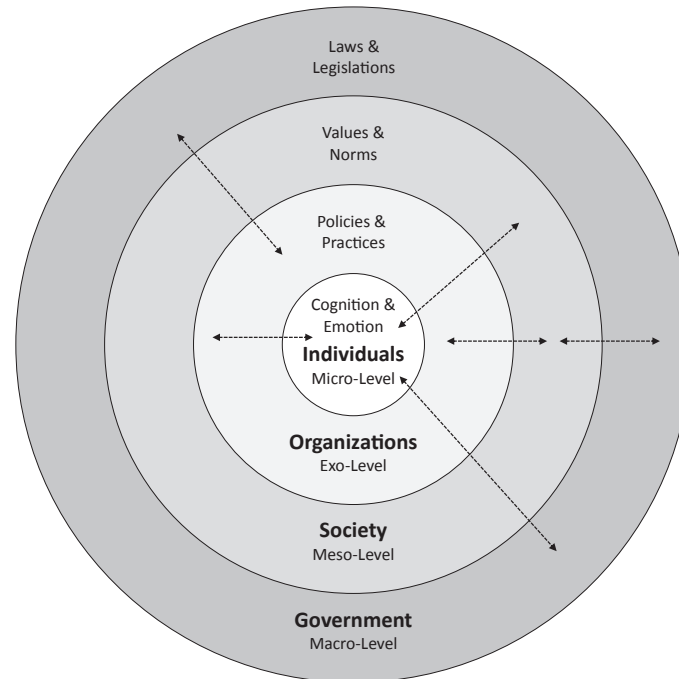 Laws &
Legislations
Values &
Norms
Policies &
Practices
Cognition &
Emotion
Individuals
Micro-Level
Organizations
Exo-Level
Society
Meso-Level
Government
Macro-Level